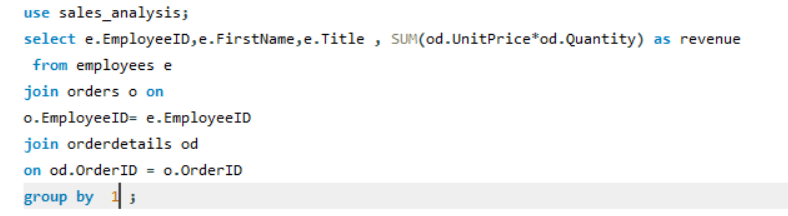 use sales_analysis;
select e.EmployeeID,e.FirstName,e.Title , SUM(od.UnitPrice*od.Quantity) as revenue
from employees e
join orders o on
o.EmployeeID= e.EmployeeID
join orderdetails od
on od.OrderID = o.OrderID
group by  1 ;